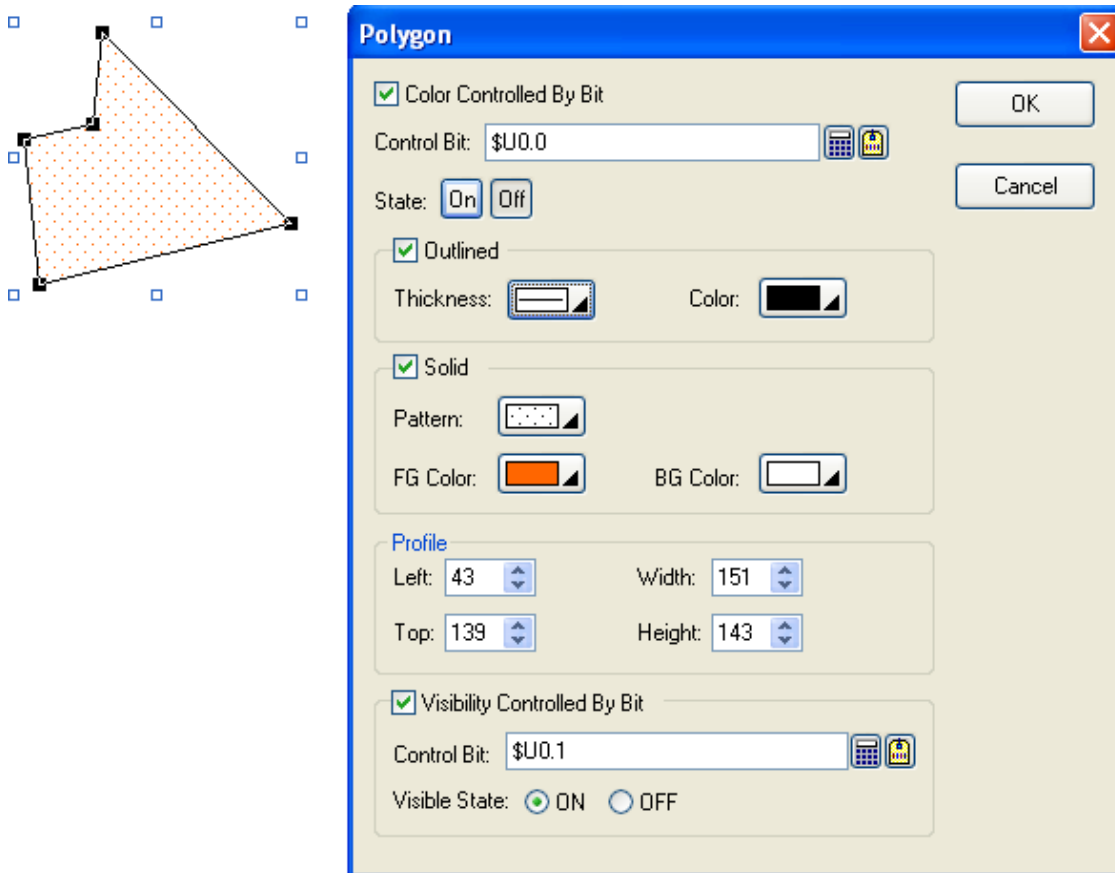 Polygon
Color Controlled By Bit
OK
Control Bit: $U0.0
Cancel
State: On Off
Outlined
Thickness: Color:
Solid
Pattern:
FG Color: BG Color:
Profile
Left: 43 Width: 151
Top: 139 Height: 143
Visibility Controlled By Bit
Control Bit: $U0.1
Visible State: ON OFF